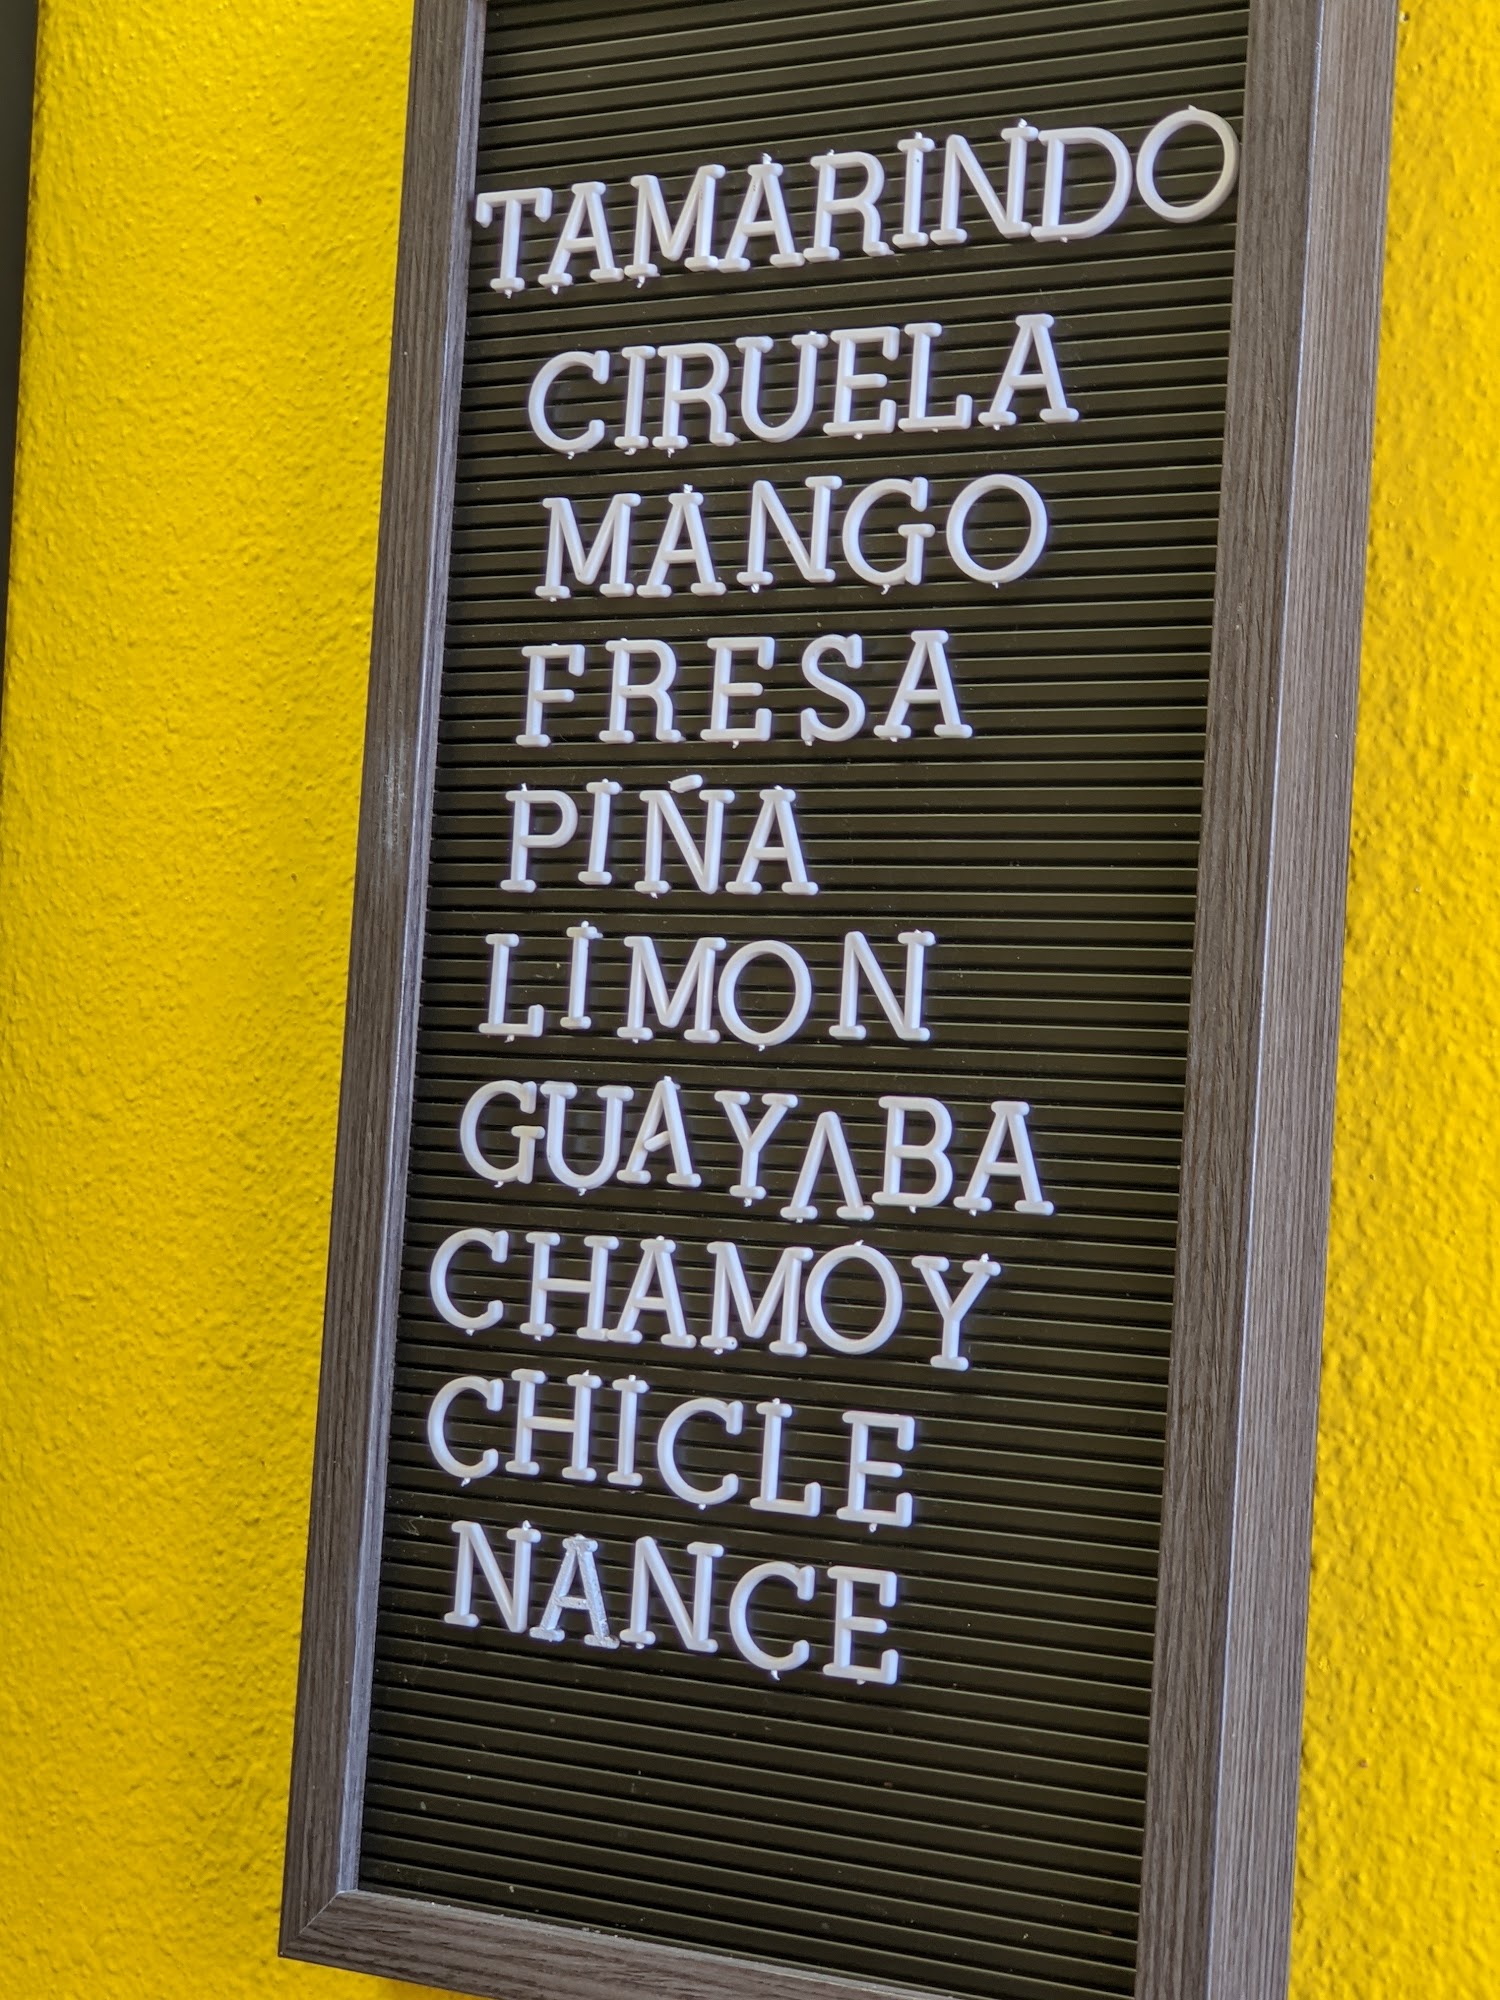 TAMARINDO
CIRUELA
MANGO
FRESA
PIÑA
LIMON
GUAYABA
CHAMOY
CHICLE
NANCE